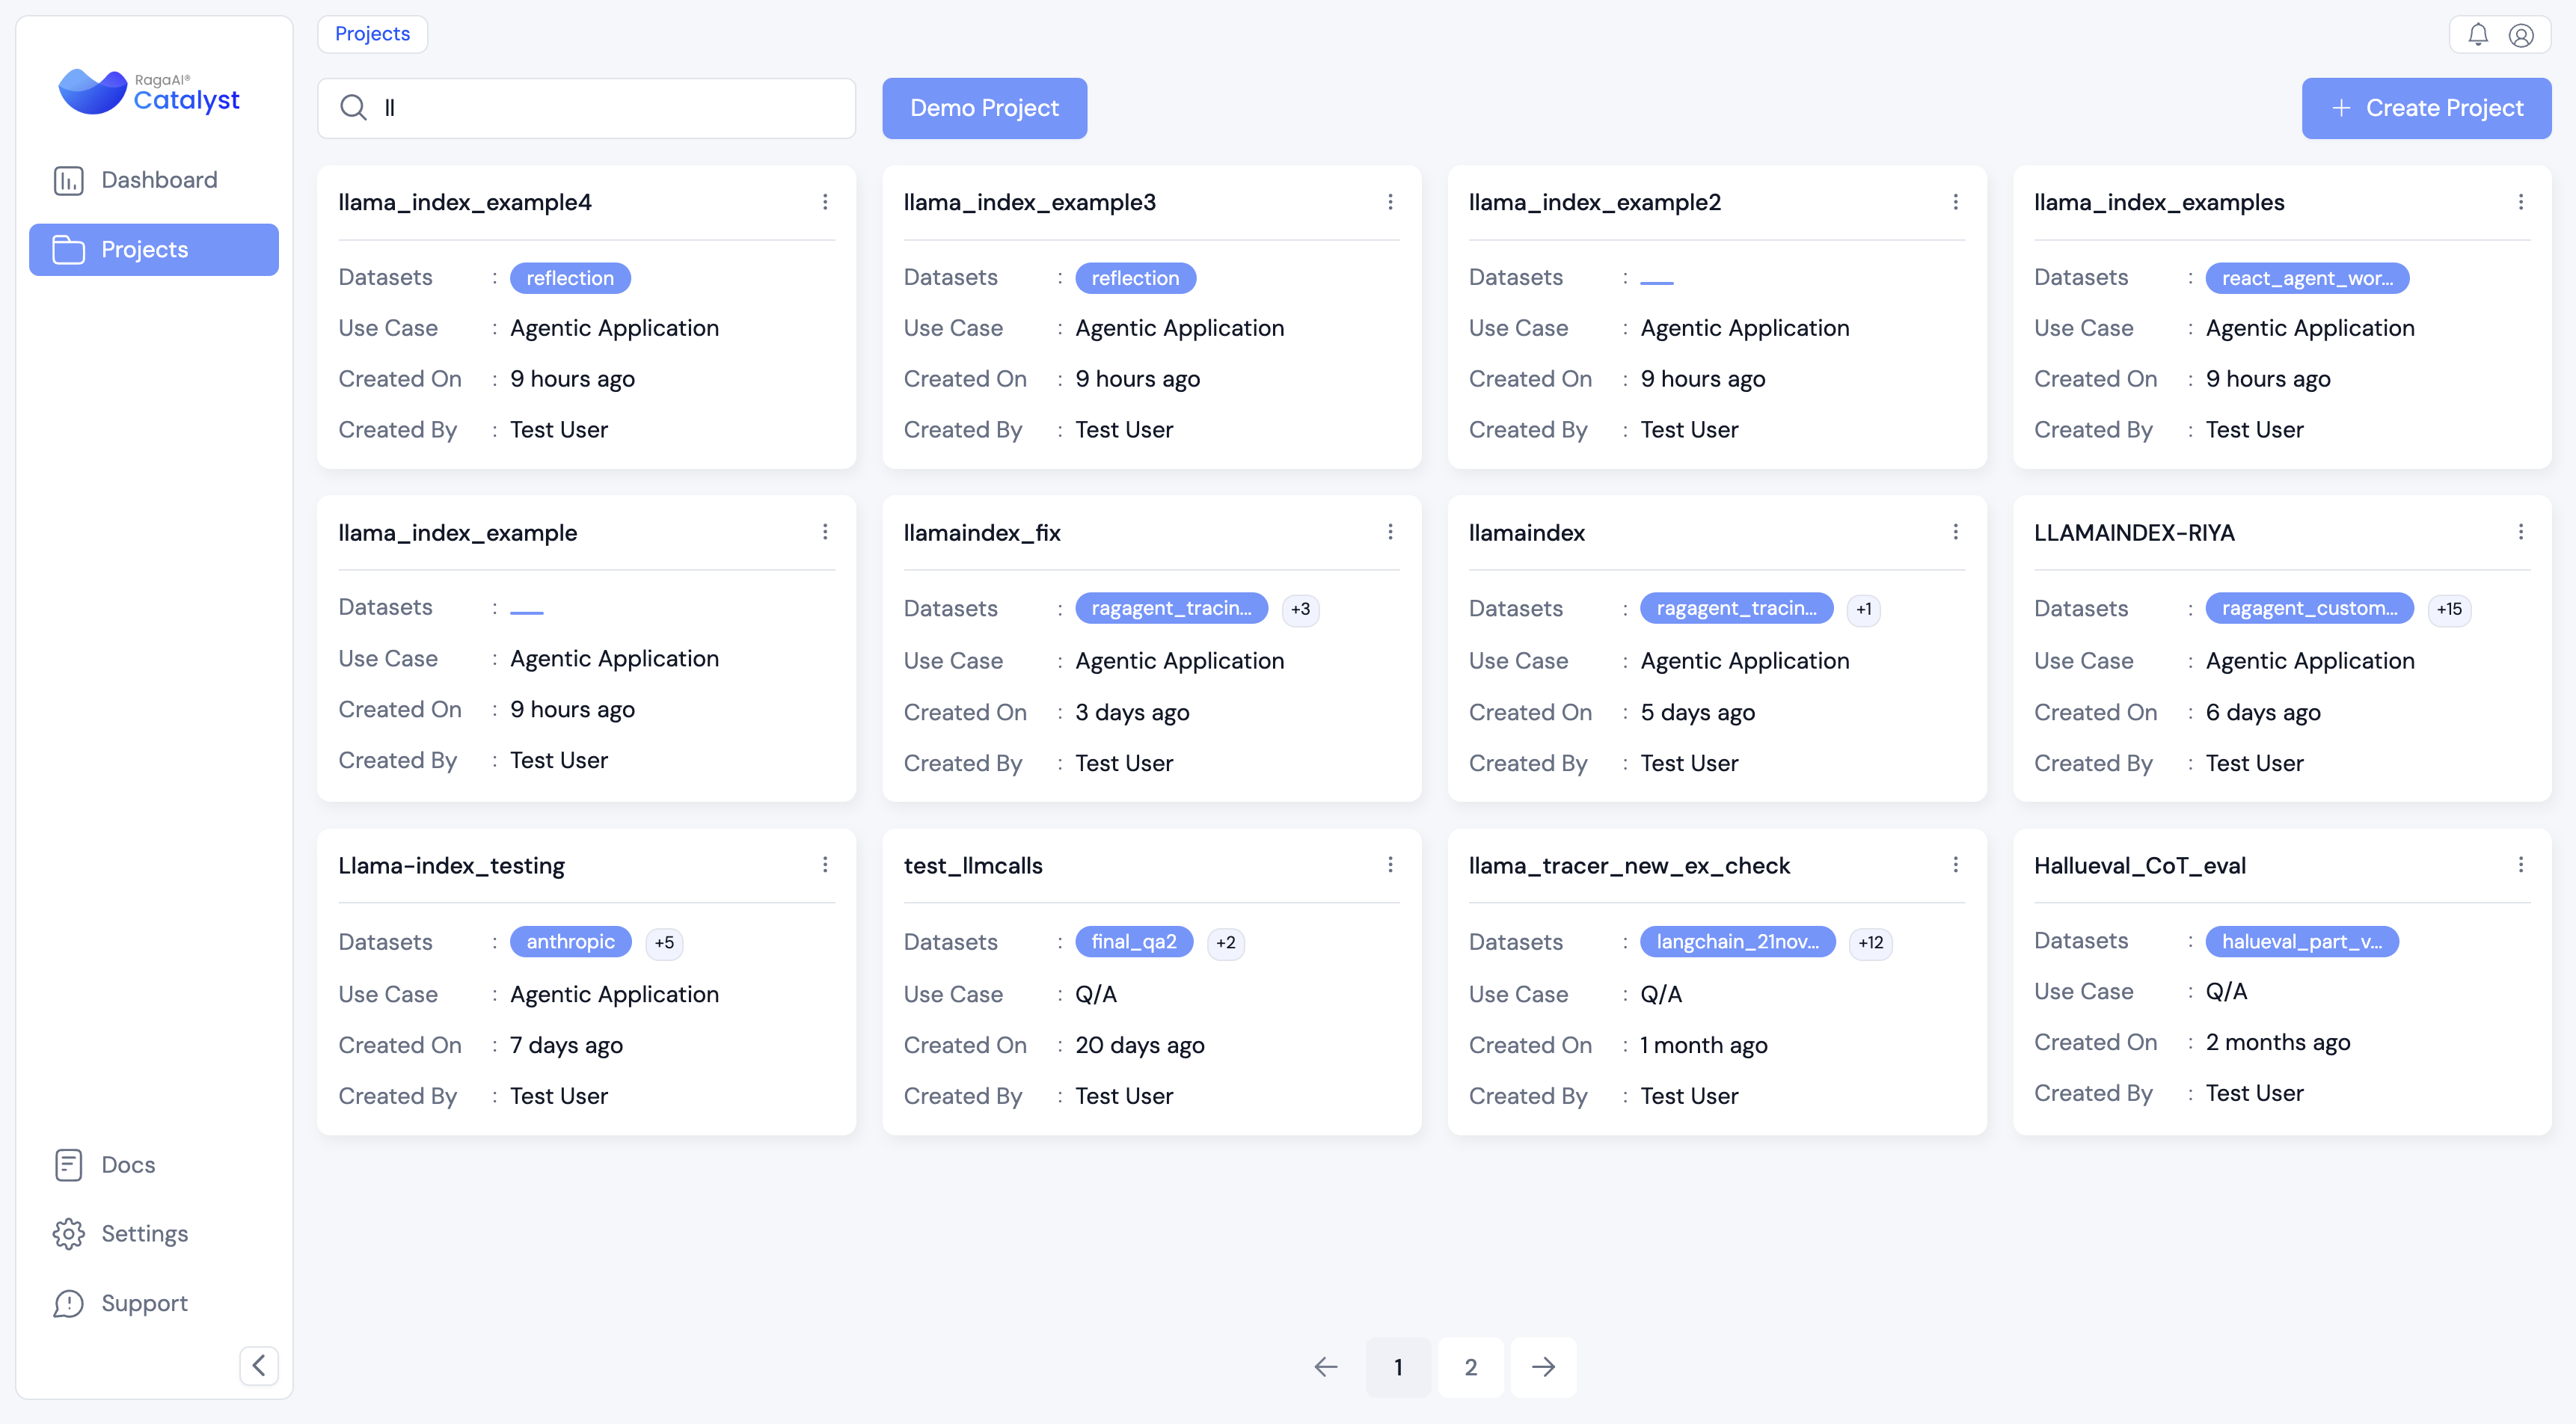 Projects
RagaAI®
Catalyst
ll
Demo Project
+ Create Project
Dashboard
Projects
llama_index_example4
Datasets : reflection
Use Case : Agentic Application
Created On : 9 hours ago
Created By : Test User
llama_index_example3
Datasets : reflection
Use Case : Agentic Application
Created On : 9 hours ago
Created By : Test User
llama_index_example2
Datasets : __
Use Case : Agentic Application
Created On : 9 hours ago
Created By : Test User
llama_index_examples
Datasets : react_agent_wor...
Use Case : Agentic Application
Created On : 9 hours ago
Created By : Test User
llama_index_example
Datasets : __
Use Case : Agentic Application
Created On : 9 hours ago
Created By : Test User
llamaindex_fix
Datasets : ragagent_tracin... +3
Use Case : Agentic Application
Created On : 3 days ago
Created By : Test User
llamaindex
Datasets : ragagent_tracin... +1
Use Case : Agentic Application
Created On : 5 days ago
Created By : Test User
LLAMAINDEX-RIYA
Datasets : ragagent_custom... +15
Use Case : Agentic Application
Created On : 6 days ago
Created By : Test User
Llama-index_testing
Datasets : anthropic +5
Use Case : Agentic Application
Created On : 7 days ago
Created By : Test User
test_llmcalls
Datasets : final_qa2 +2
Use Case : Q/A
Created On : 20 days ago
Created By : Test User
llama_tracer_new_ex_check
Datasets : langchain_21nov... +12
Use Case : Q/A
Created On : 1 month ago
Created By : Test User
Hallueval_CoT_eval
Datasets : halueval_part_v...
Use Case : Q/A
Created On : 2 months ago
Created By : Test User
Docs
Settings
Support
1 2